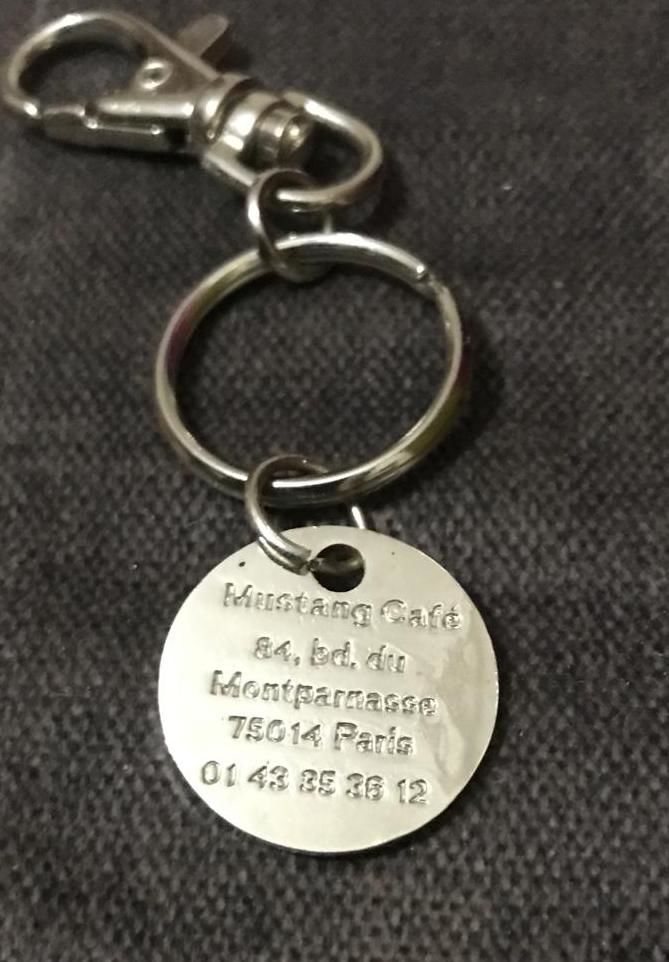 Mustang Café
84, bd. du
Montparnasse
75014 Paris
01 43 35 36 12